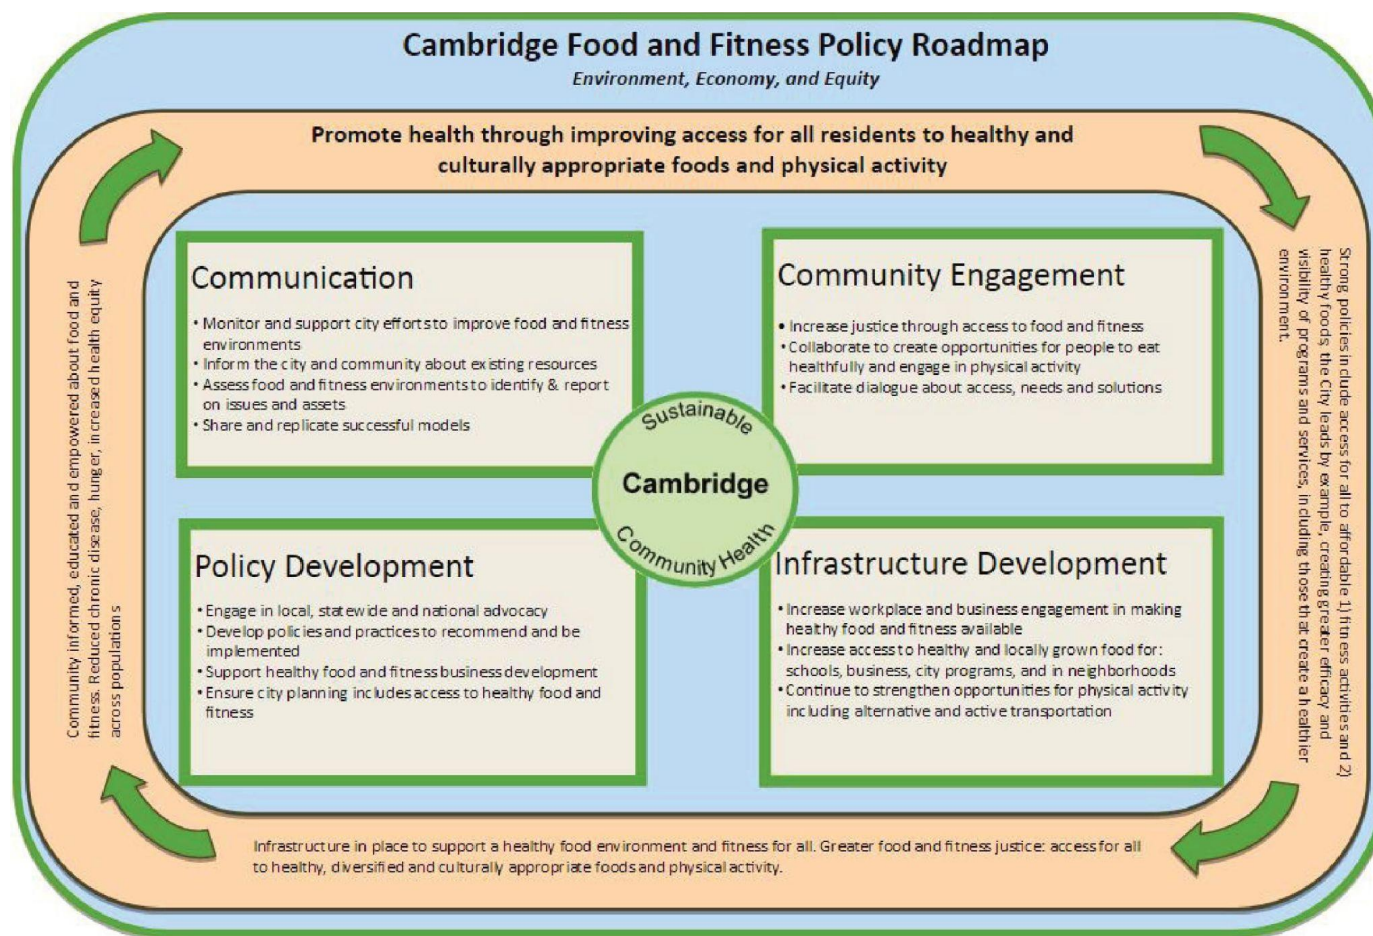 Cambridge Food and Fitness Policy Roadmap
Environment, Economy, and Equity
Promote health through improving access for all residents to healthy and
culturally appropriate foods and physical activity
Communication
• Monitor and support city efforts to improve food and fitness
environments
• Inform the city and community about existing resources
• Assess food and fitness environments to identify & report
on issues and assets
• Share and replicate successful models
Community Engagement
• Increase justice through access to food and fitness
• Collaborate to create opportunities for people to eat
healthfully and engage in physical activity
• Facilitate dialogue about access, needs and solutions
Sustainable
Cambridge
Community Health
Policy Development
• Engage in local, statewide and national advocacy
• Develop policies and practices to recommend and be
implemented
• Support healthy food and fitness business development
• Ensure city planning includes access to healthy food and
fitness
Infrastructure Development
• Increase workplace and business engagement in making
healthy food and fitness available
• Increase access to healthy and locally grown food for:
schools, business, city programs, and in neighborhoods
• Continue to strengthen opportunities for physical activity
including alternative and active transportation
Strong policies include access for all to affordable 1) fitness activities and 2)
healthy foods; the City leads by example, creating greater efficacy and
visibility of programs and services, including those that create a healthier
environment.
Infrastructure in place to support a healthy food environment and fitness for all. Greater food and fitness justice: access for all
to healthy, diversified and culturally appropriate foods and physical activity.
Community informed, educated and empowered about food and
fitness. Reduced chronic disease, hunger, increased health equity
across populations